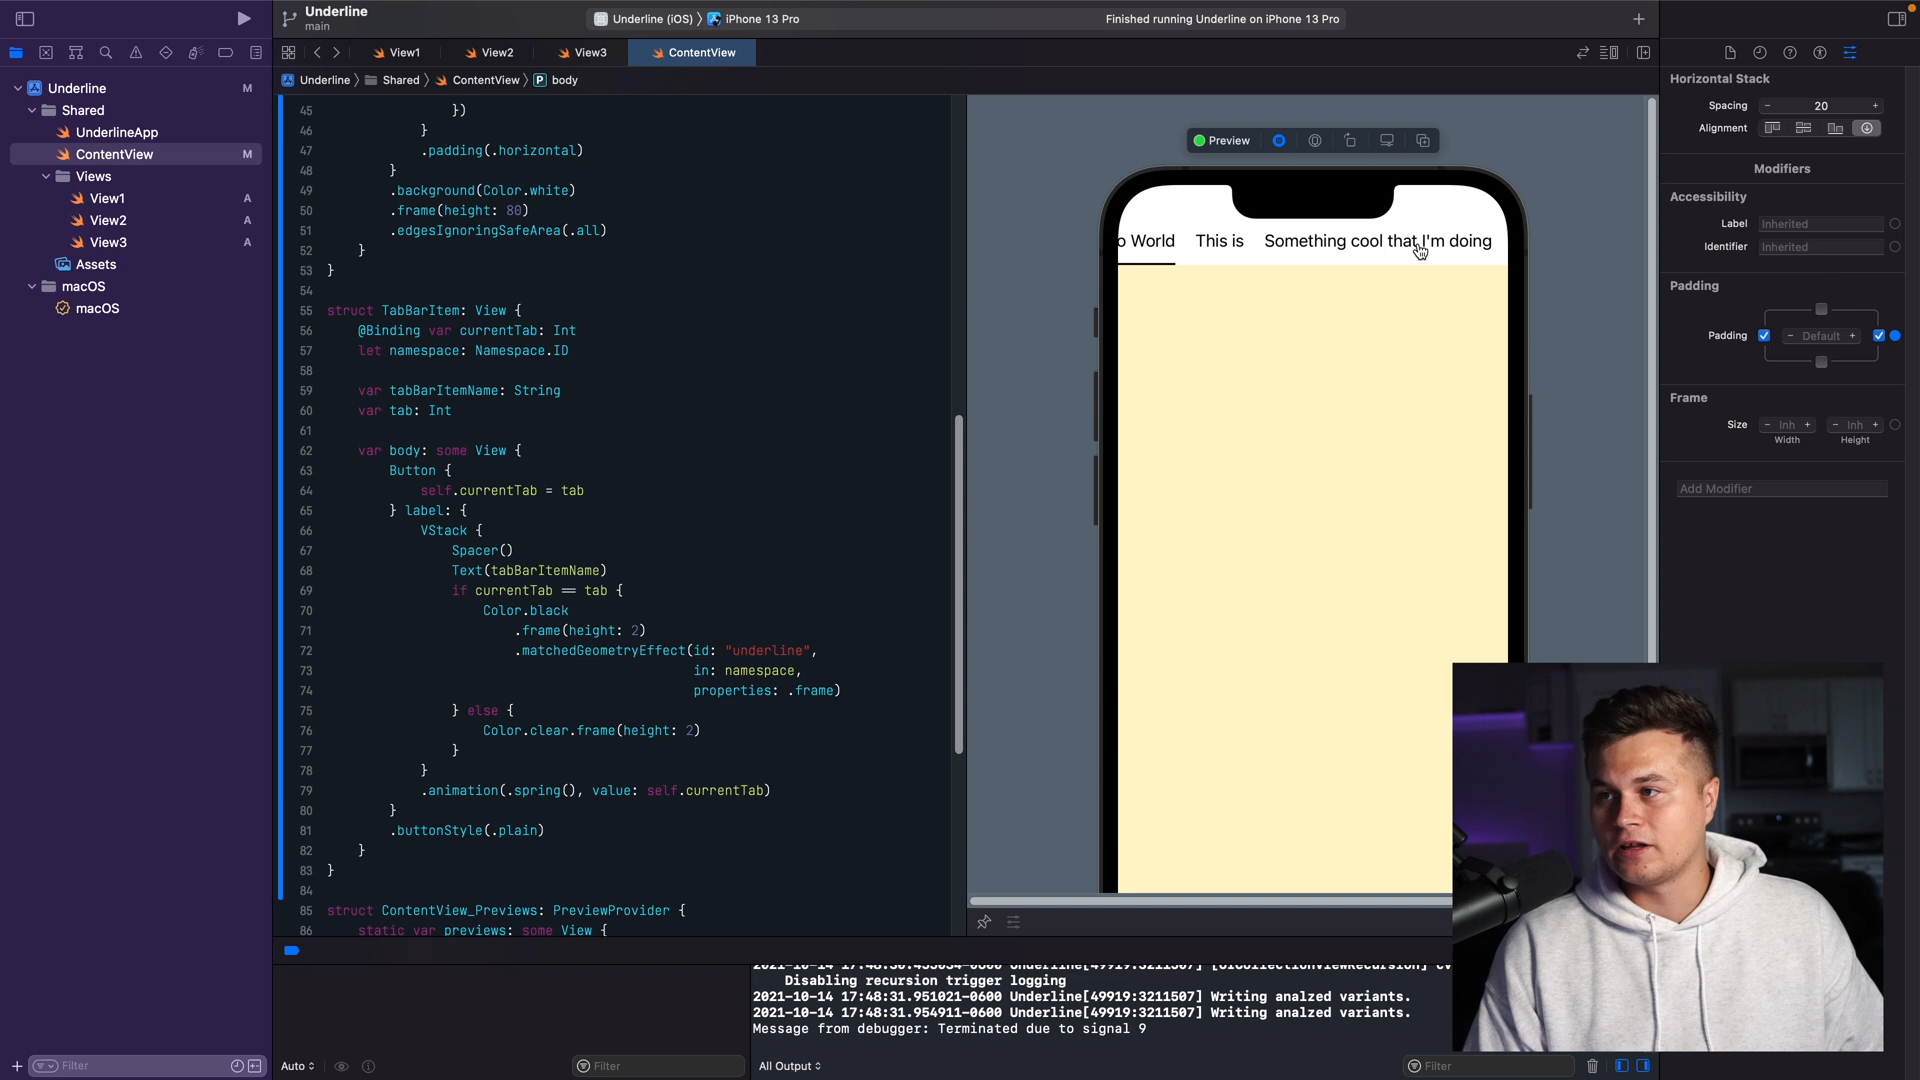 Underline
main
Underline (iOS) 〉 iPhone 13 Pro
Finished running Underline on iPhone 13 Pro
View1
View2
View3
ContentView
Underline 〉 Shared 〉 ContentView 〉 P body
Underline M
Shared
UnderlineApp
ContentView M
Views
View1 A
View2 A
View3 A
Assets
macOS
macOS
45 })
46 }
47 .padding(.horizontal)
48 }
49 .background(Color.white)
50 .frame(height: 80)
51 .edgesIgnoringSafeArea(.all)
52 }
53 }
54
55 struct TabBarItem: View {
56 @Binding var currentTab: Int
57 let namespace: Namespace.ID
58
59 var tabBarItemName: String
60 var tab: Int
61
62 var body: some View {
63 Button {
64 self.currentTab = tab
65 } label: {
66 VStack {
67 Spacer()
68 Text(tabBarItemName)
69 if currentTab == tab {
70 Color.black
71 .frame(height: 2)
72 .matchedGeometryEffect(id: "underline",
73 in: namespace,
74 properties: .frame)
75 } else {
76 Color.clear.frame(height: 2)
77 }
78 }
79 .animation(.spring(), value: self.currentTab)
80 }
81 .buttonStyle(.plain)
82 }
83 }
84
85 struct ContentView_Previews: PreviewProvider {
86 static var previews: some View {
Preview
o World This is Something cool that I'm doing
Horizontal Stack
Spacing - 20 +
Alignment
Modifiers
Accessibility
Label Inherited
Identifier Inherited
Padding
Padding - Default +
Frame
Size - Inh + - Inh +
Width Height
Add Modifier
Disabling recursion trigger logging
2021-10-14 17:48:31.951021-0600 Underline[49919:3211507] Writing analzed variants.
2021-10-14 17:48:31.954911-0600 Underline[49919:3211507] Writing analzed variants.
Message from debugger: Terminated due to signal 9
Filter
Auto
Filter
All Output
Filter